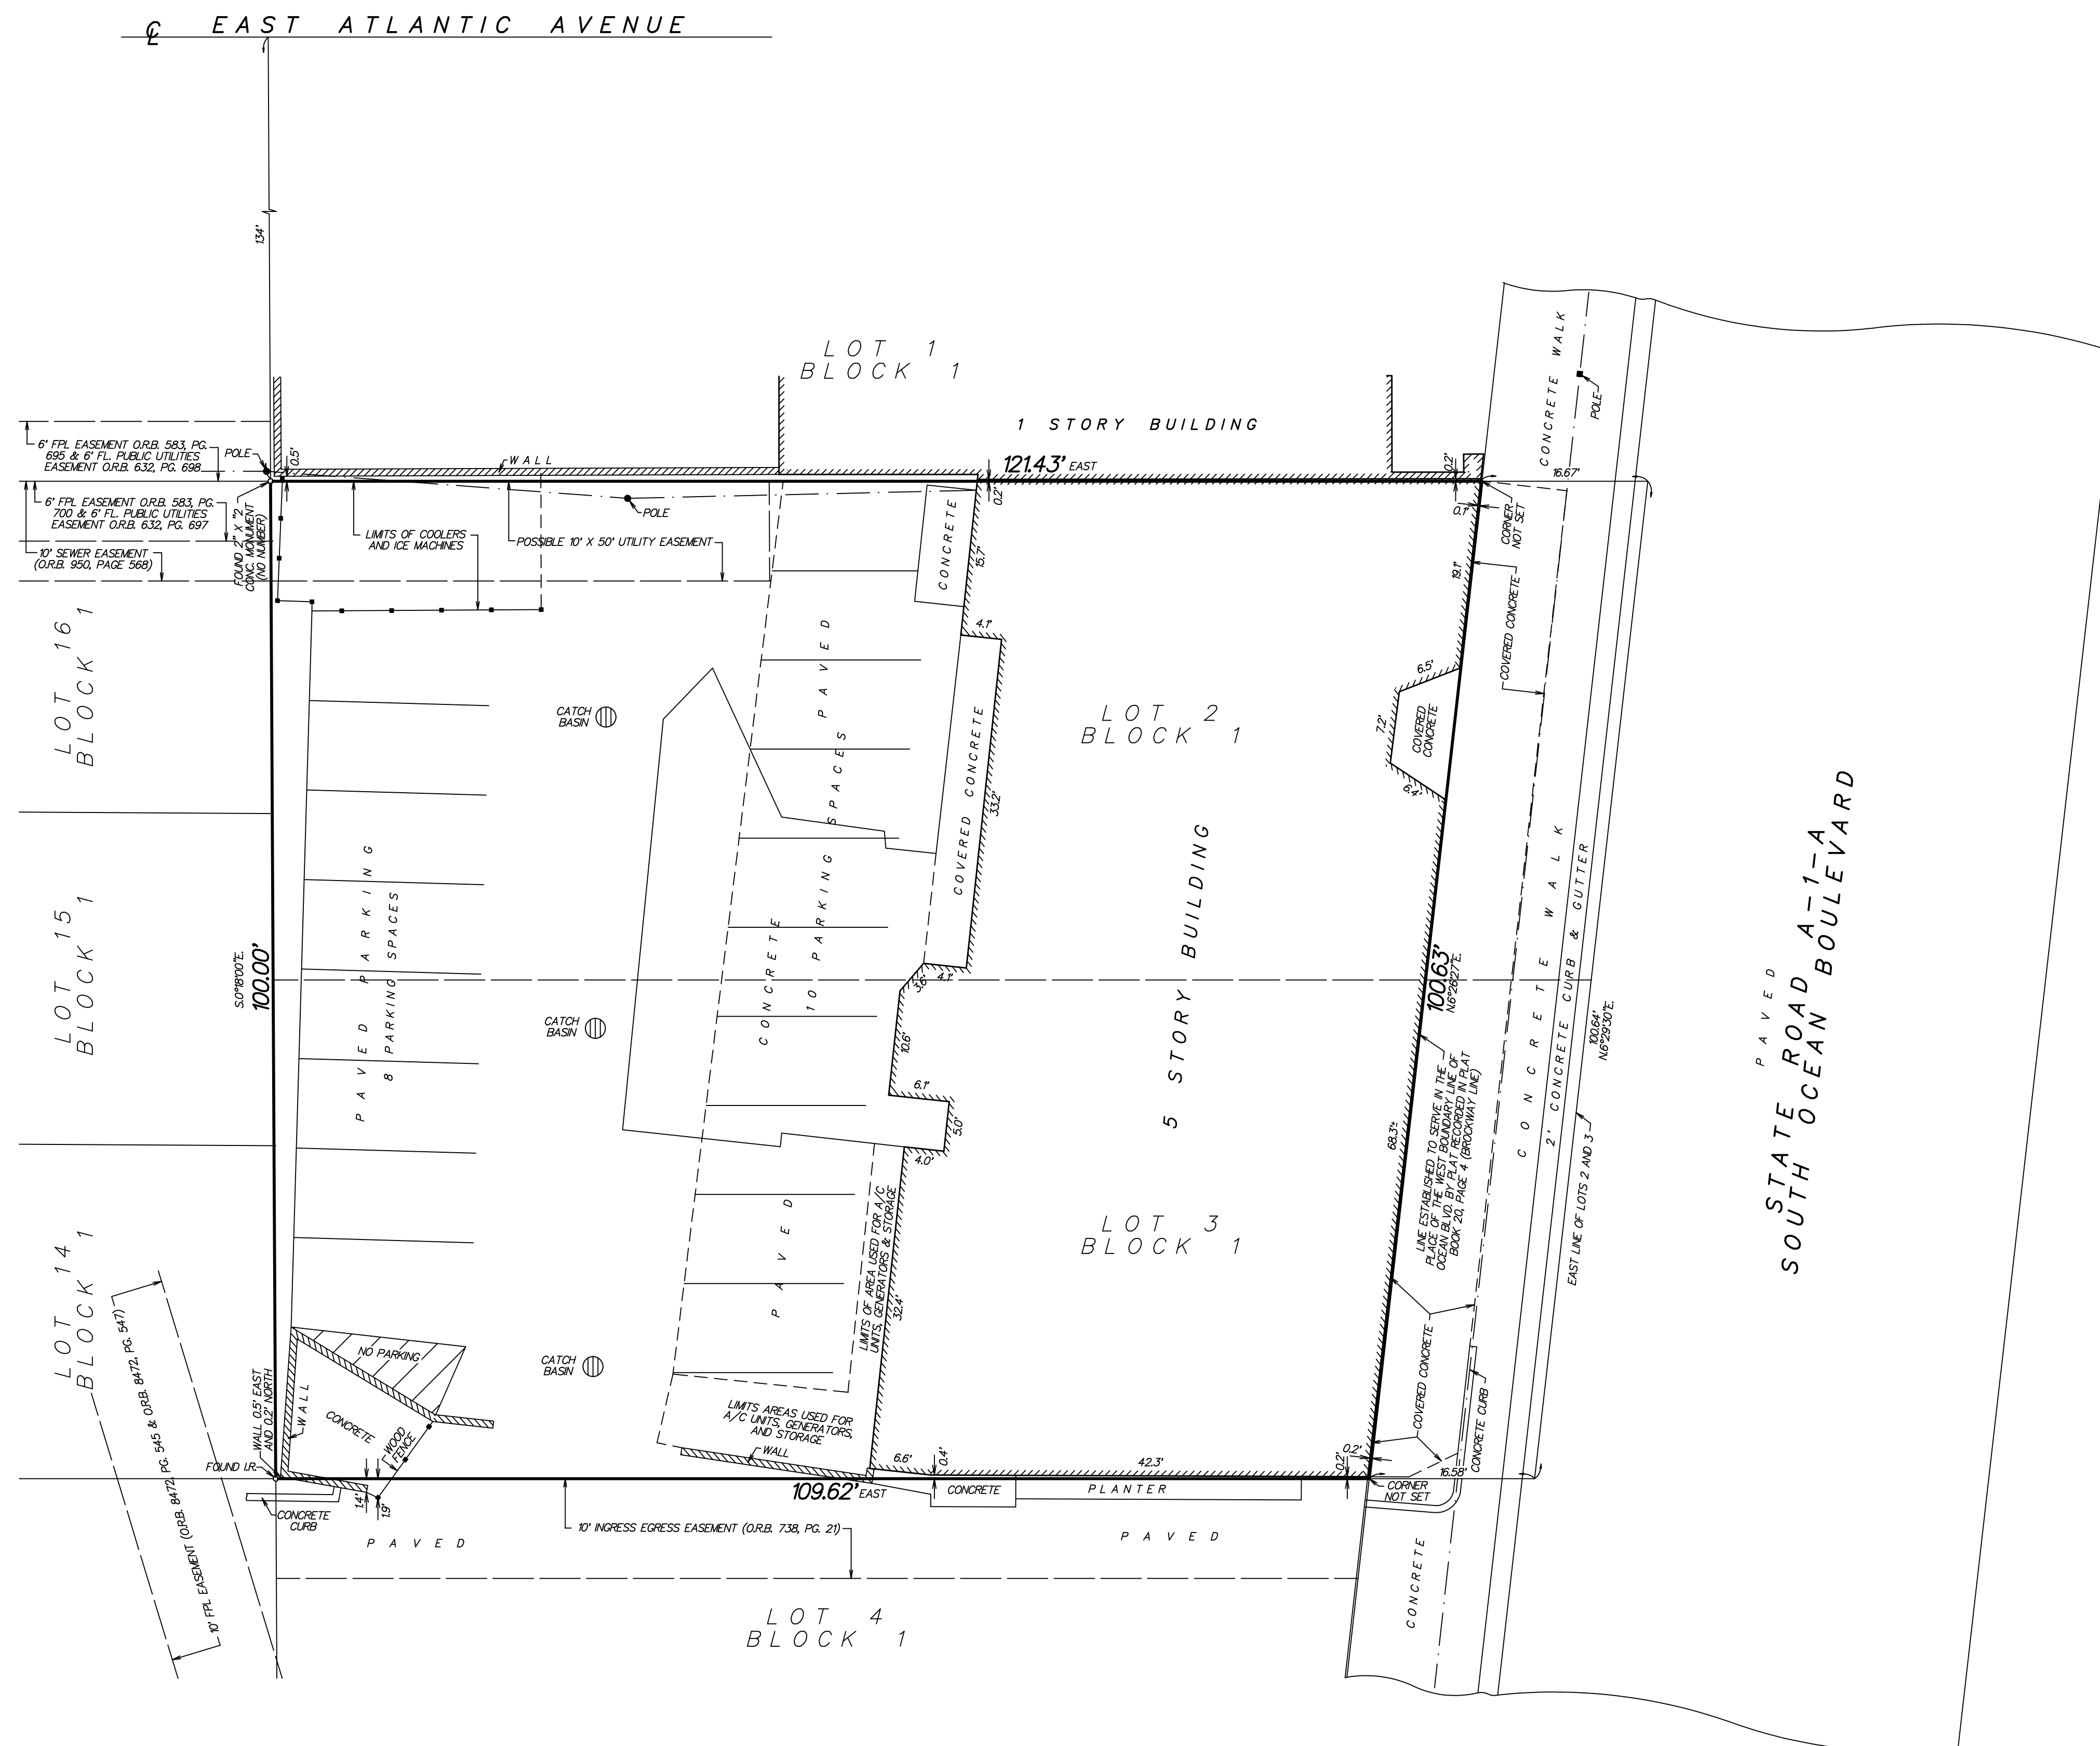 ℄ EAST ATLANTIC AVENUE
134'
LOT 1
BLOCK 1
1 STORY BUILDING
CONCRETE WALK
POLE
6' FPL EASEMENT O.R.B. 583, PG.
695 & 6' FL. PUBLIC UTILITIES
EASEMENT O.R.B. 632, PG. 698
POLE
0.5'
WALL
121.43' EAST
0.2'
0.2'
16.67'
6' FPL EASEMENT O.R.B. 583, PG.
700 & 6' FL. PUBLIC UTILITIES
EASEMENT O.R.B. 632, PG. 697
10' SEWER EASEMENT
(O.R.B. 950, PAGE 568)
FOUND 2" X "2
CONC. MONUMENT
(NO NUMBER)
LIMITS OF COOLERS
AND ICE MACHINES
POLE
POSSIBLE 10' X 50' UTILITY EASEMENT
CONCRETE
15.7'
4.1'
0.1'
CORNER
NOT SET
19.1'
COVERED CONCRETE
6.5'
7.2'
COVERED
CONCRETE
6.4'
LOT 16
BLOCK 1
CATCH
BASIN
LOT 2
BLOCK 1
COVERED CONCRETE
33.2'
CONCRETE PAVED
10 PARKING SPACES
PAVED PARKING
8 PARKING SPACES
LOT 15
BLOCK 1
S.0°18'00"E.
100.00'
4.1'
3.6'
10.6'
6.1'
5.0'
4.0'
CATCH
BASIN
5 STORY BUILDING
100.63'
N.6°26'27"E.
68.3'±
LINE ESTABLISHED TO SERVE IN THE
PLACE OF THE WEST BOUNDARY LINE OF
OCEAN BLVD. BY PLAT RECORDED IN PLAT
BOOK 20, PAGE 4 (BROCKWAY LINE)
CONCRETE WALK
2' CONCRETE CURB & GUTTER
100.64'
N.6°29'30"E.
EAST LINE OF LOTS 2 AND 3
PAVED
STATE ROAD A-1-A
SOUTH OCEAN BOULEVARD
LOT 14
BLOCK 1
10' FPL EASEMENT (O.R.B. 8472, PG. 545 & O.R.B. 8472, PG. 547)
PAVED
LIMITS OF AREA USED FOR A/C
UNITS, GENERATORS & STORAGE
32.4'
LOT 3
BLOCK 1
COVERED CONCRETE
CONCRETE CURB
WALL 0.5' EAST
AND 0.2' NORTH
WALL
NO PARKING
CATCH
BASIN
CONCRETE
WOOD
FENCE
LIMITS AREAS USED FOR
A/C UNITS, GENERATORS,
AND STORAGE
WALL
FOUND I.R.
6.6'
0.4'
42.3'
0.2'
0.2'
16.58'
CONCRETE
CURB
1.4'
1.9'
109.62' EAST
CONCRETE
PLANTER
CORNER
NOT SET
10' INGRESS EGRESS EASEMENT (O.R.B. 738, PG. 21)
PAVED
PAVED
CONCRETE
LOT 4
BLOCK 1